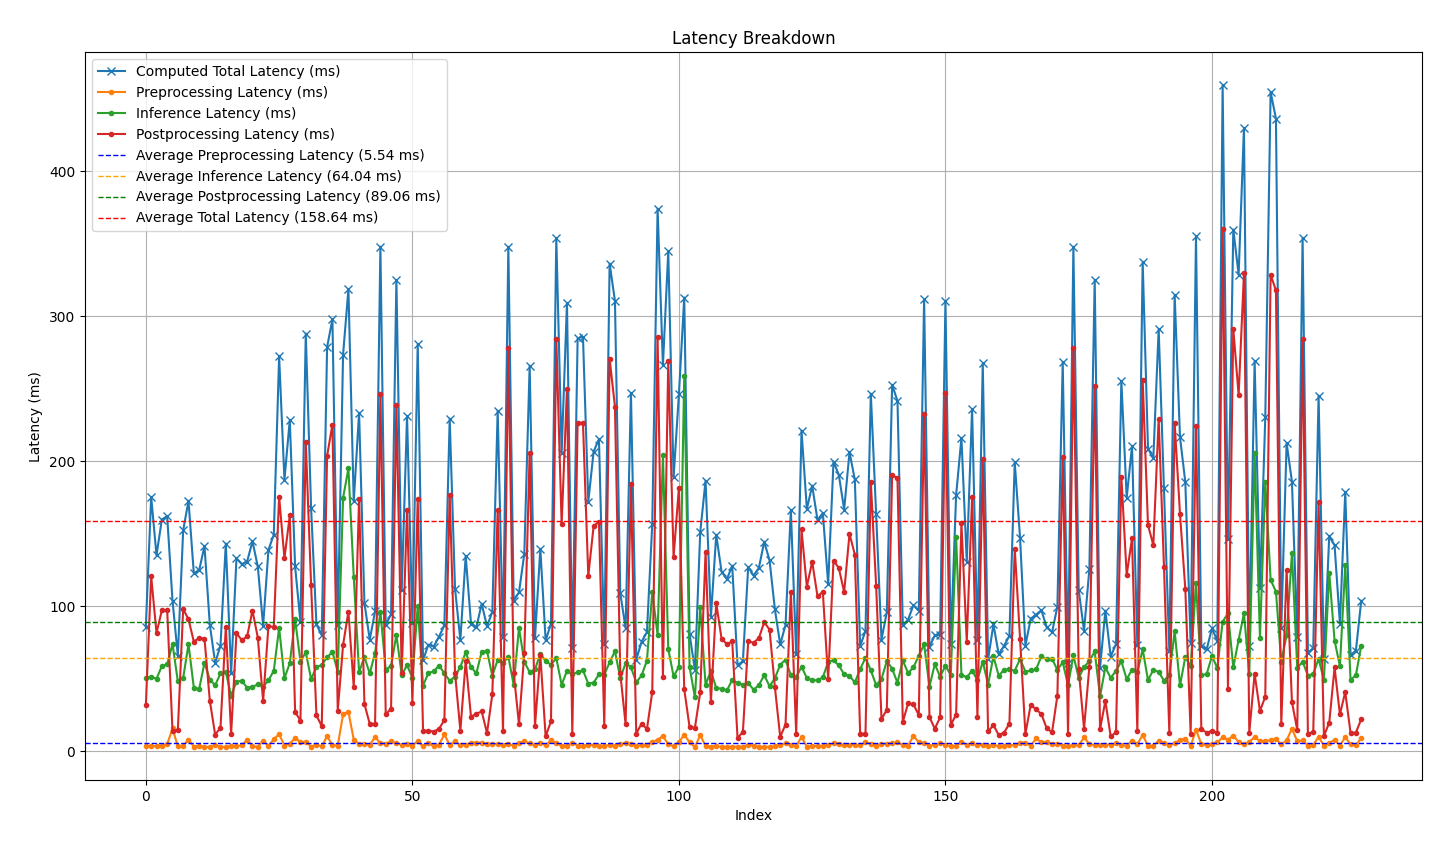 Latency Breakdown
Computed Total Latency (ms)
Preprocessing Latency (ms)
Inference Latency (ms)
Postprocessing Latency (ms)
Average Preprocessing Latency (5.54 ms)
Average Inference Latency (64.04 ms)
Average Postprocessing Latency (89.06 ms)
Average Total Latency (158.64 ms)
400
300
200
100
0
Latency (ms)
0 50 100 150 200
Index